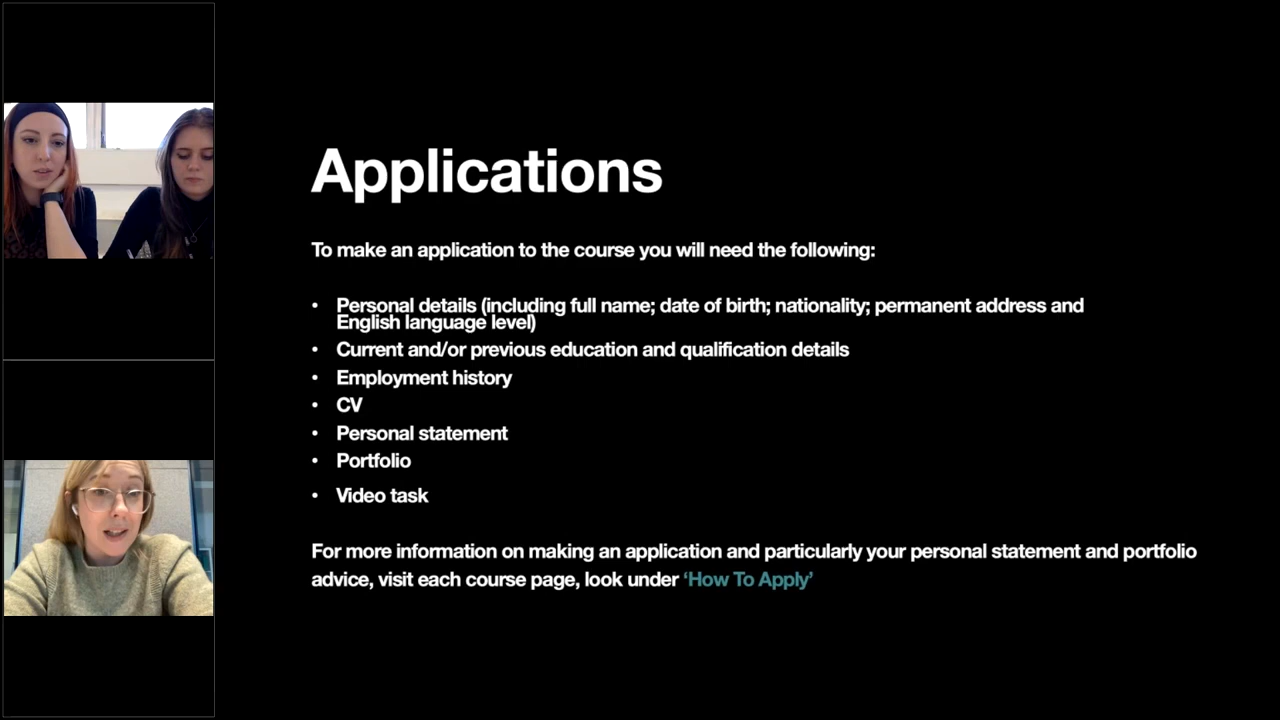 Applications
To make an application to the course you will need the following:
• Personal details (including full name; date of birth; nationality; permanent address and
English language level)
• Current and/or previous education and qualification details
• Employment history
• CV
• Personal statement
• Portfolio
• Video task
For more information on making an application and particularly your personal statement and portfolio
advice, visit each course page, look under ‘How To Apply’